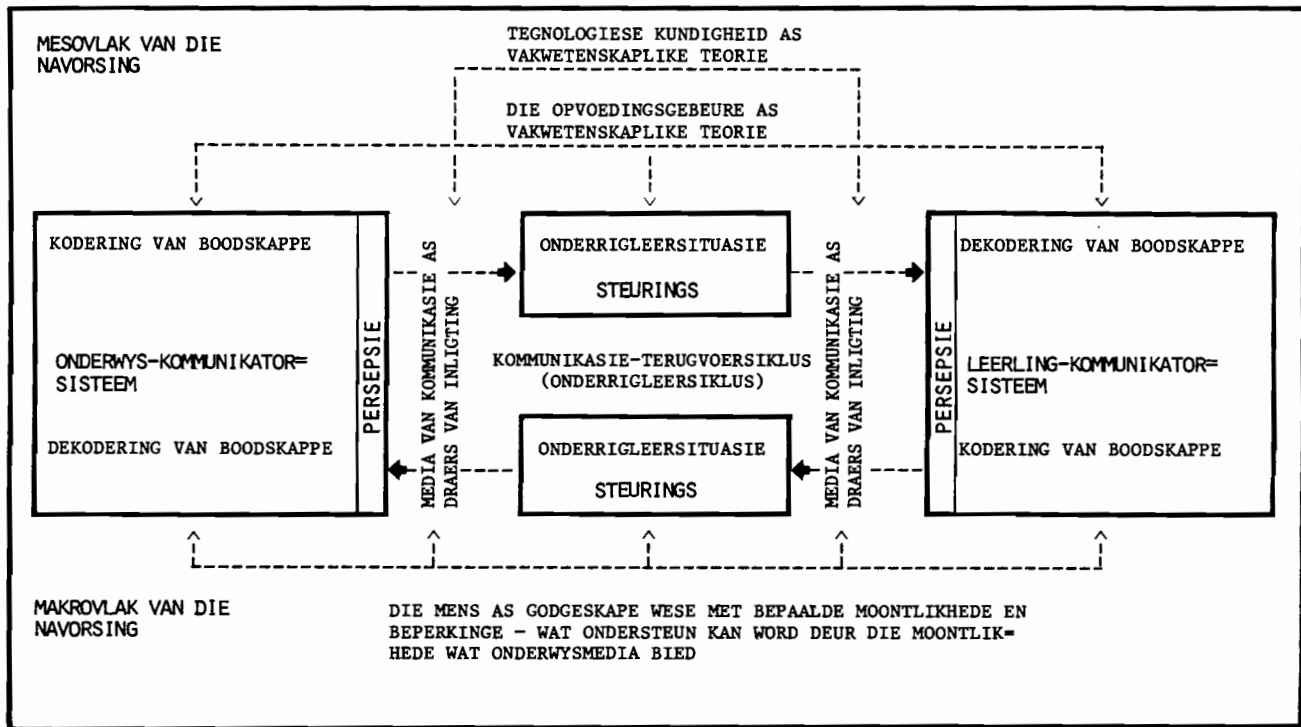 MESOVLAK VAN DIE
NAVORSING
TEGNOLOGIESE KUNDIGHEID AS
VAKWETENSKAPLIKE TEORIE
DIE OPVOEDINGSGEBEURE AS
VAKWETENSKAPLIKE TEORIE
KODERING VAN BOODSKAPPE
ONDERWYS-KOMMUNIKATOR=
SISTEEM
DEKODERING VAN BOODSKAPPE
PERSEPSIE
MEDIA VAN KOMMUNIKASIE AS
DRAERS VAN INLIGTING
ONDERRIGLEERSITUASIE
STEURINGS
KOMMUNIKASIE-TERUGVOERSIKLUS
(ONDERRIGLEERSIKLUS)
ONDERRIGLEERSITUASIE
STEURINGS
MEDIA VAN KOMMUNIKASIE AS
DRAERS VAN INLIGTING
PERSEPSIE
DEKODERING VAN BOODSKAPPE
LEERLING-KOMMUNIKATOR=
SISTEEM
KODERING VAN BOODSKAPPE
MAKROVLAK VAN DIE
NAVORSING
DIE MENS AS GODGESKAPE WESE MET BEPAALDE MOONTLIKHEDE EN
BEPERKINGE - WAT ONDERSTEUN KAN WORD DEUR DIE MOONTLIK=
HEDE WAT ONDERWYSMEDIA BIED